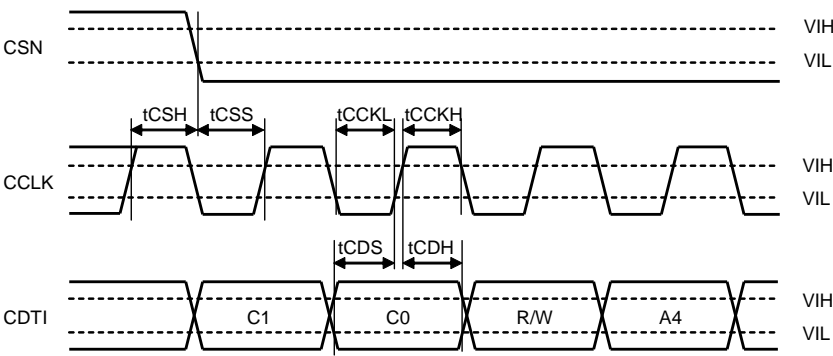 VIH
CSN
VIL
tCSH tCSS tCCKL tCCKH
VIH
CCLK
VIL
tCDS tCDH
VIH
CDTI C1 C0 R/W A4
VIL